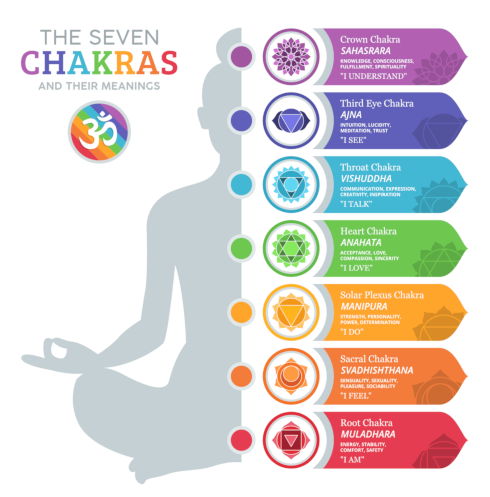 THE SEVEN
CHAKRAS
AND THEIR MEANINGS
ॐ
Crown Chakra
SAHASRARA
KNOWLEDGE, CONSCIOUSNESS,
FULFILLMENT, SPIRITUALITY
"I UNDERSTAND"
Third Eye Chakra
AJNA
INTUITION, LUCIDITY,
MEDITATION, TRUST
"I SEE"
Throat Chakra
VISHUDDHA
COMMUNICATION, EXPRESSION,
CREATIVITY, INSPIRATION
"I TALK"
Heart Chakra
ANAHATA
ACCEPTANCE, LOVE,
COMPASSION, SINCERITY
"I LOVE"
Solar Plexus Chakra
MANIPURA
STRENGTH, PERSONALITY,
POWER, DETERMINATION
"I DO"
Sacral Chakra
SVADHISHTHANA
SENSUALITY, SEXUALITY,
PLEASURE, SOCIABILITY
"I FEEL"
Root Chakra
MULADHARA
ENERGY, STABILITY,
COMFORT, SAFETY
"I AM"